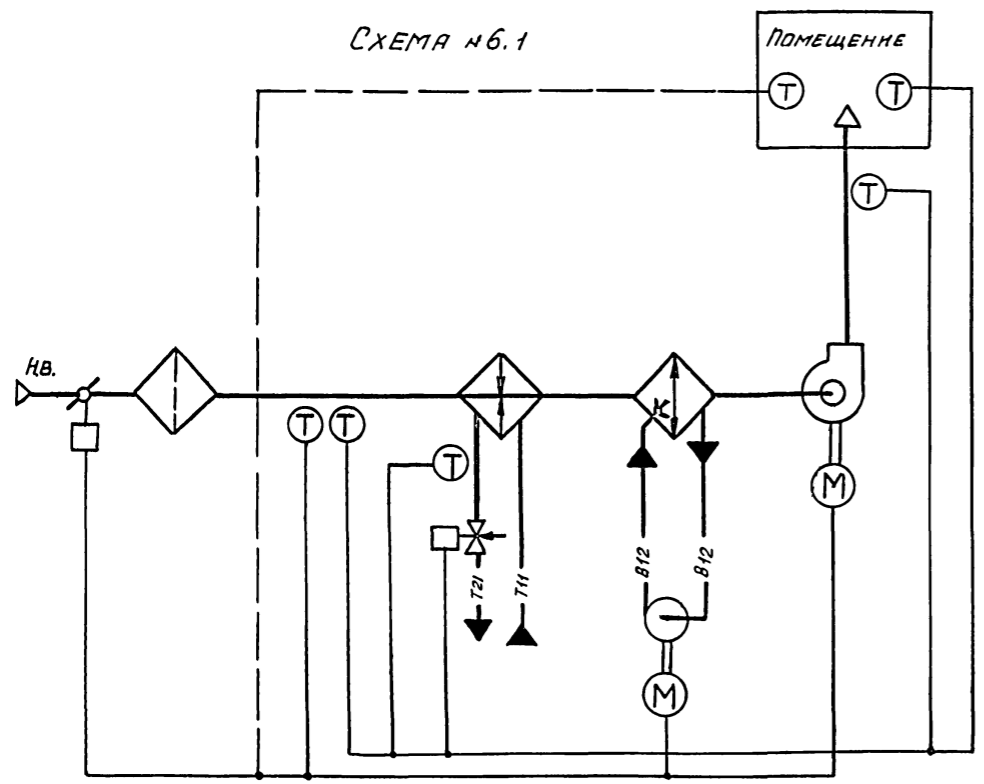 СХЕМА №6.1
ПОМЕЩЕНИЕ
Т Т
Т
Н.В.
Т Т
Т
К
М
Т21
Т11
В12
В12
М